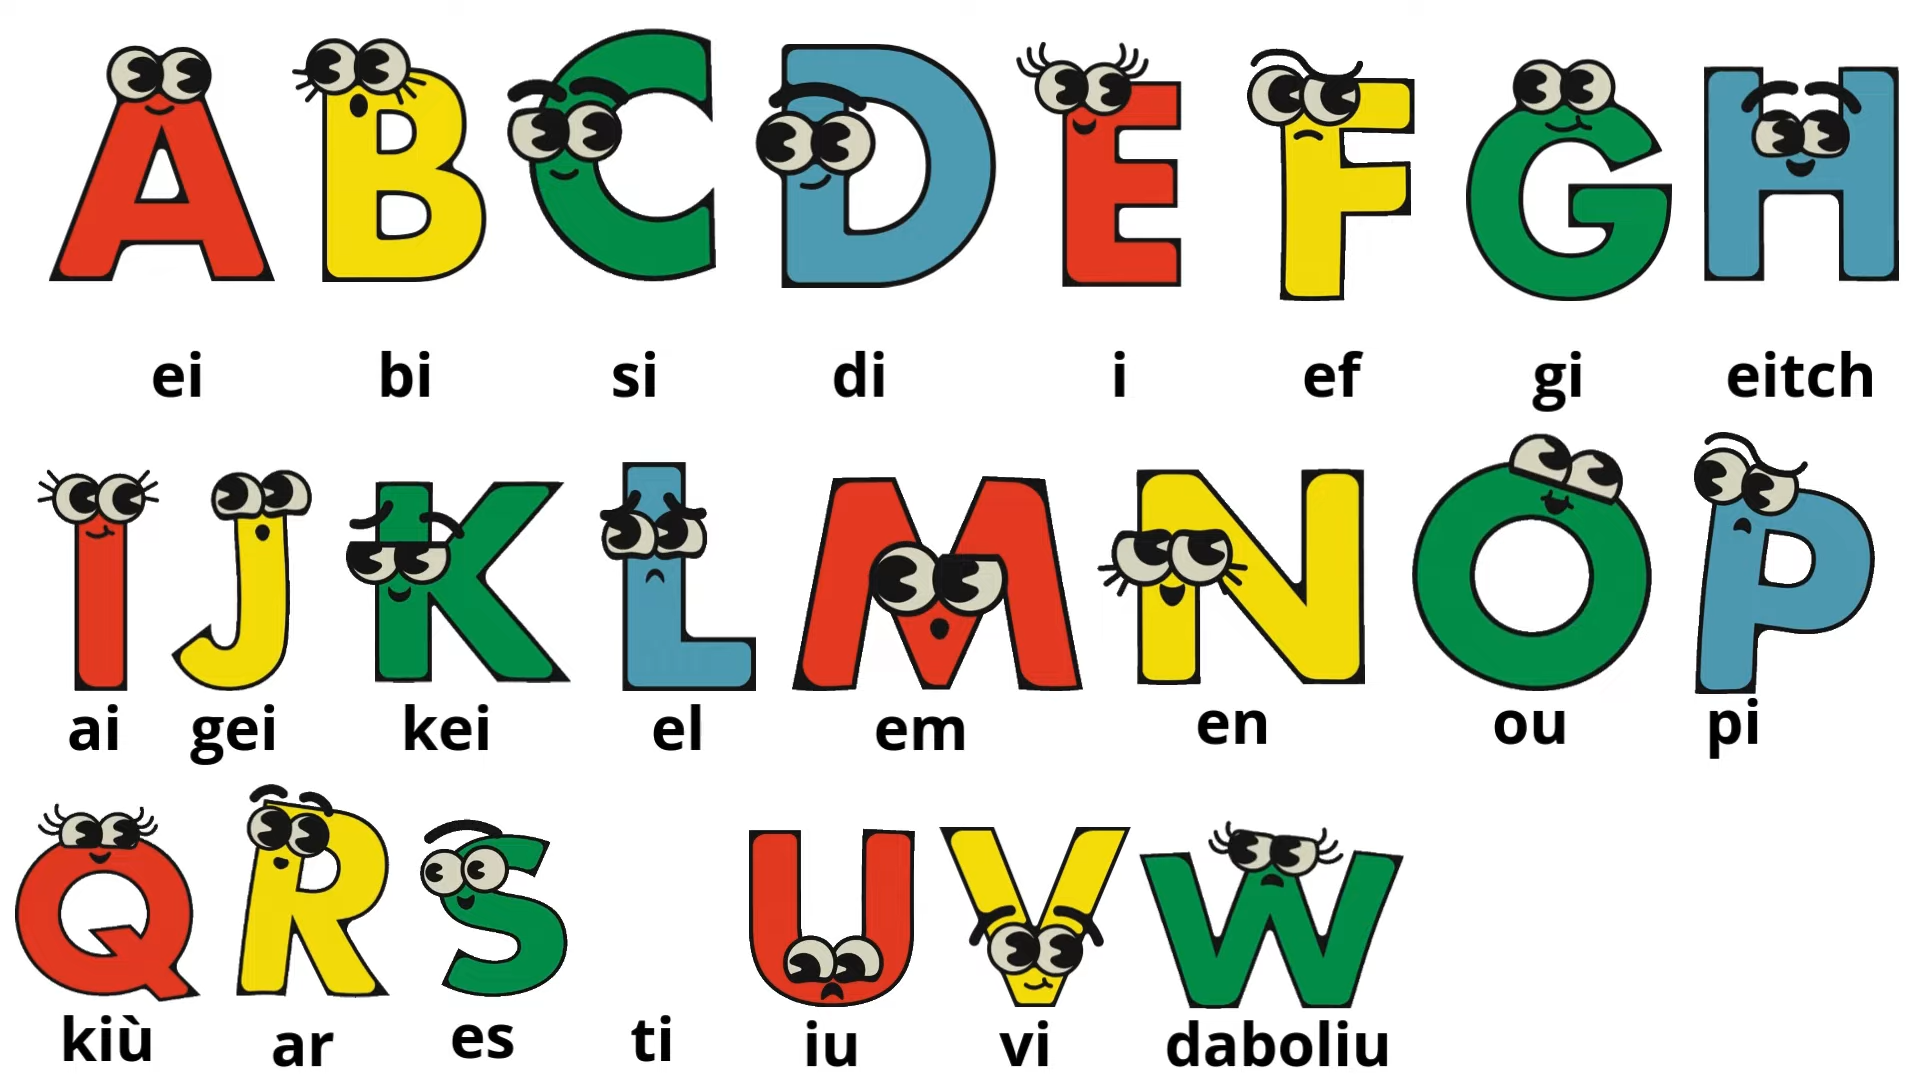 A B C D E F G H
ei bi si di i ef gi eitch
I J K L M N O P
ai gei kei el em en ou pi
Q R S U V W
kiù ar es ti iu vi daboliu